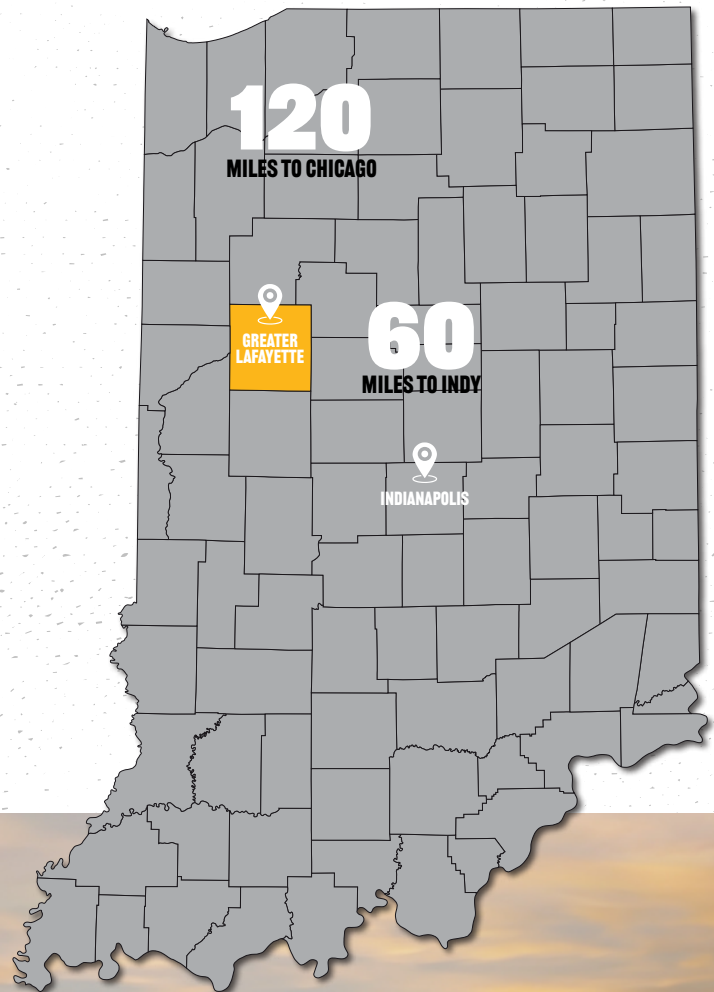 120
MILES TO CHICAGO
GREATER
LAFAYETTE
60
MILES TO INDY
INDIANAPOLIS